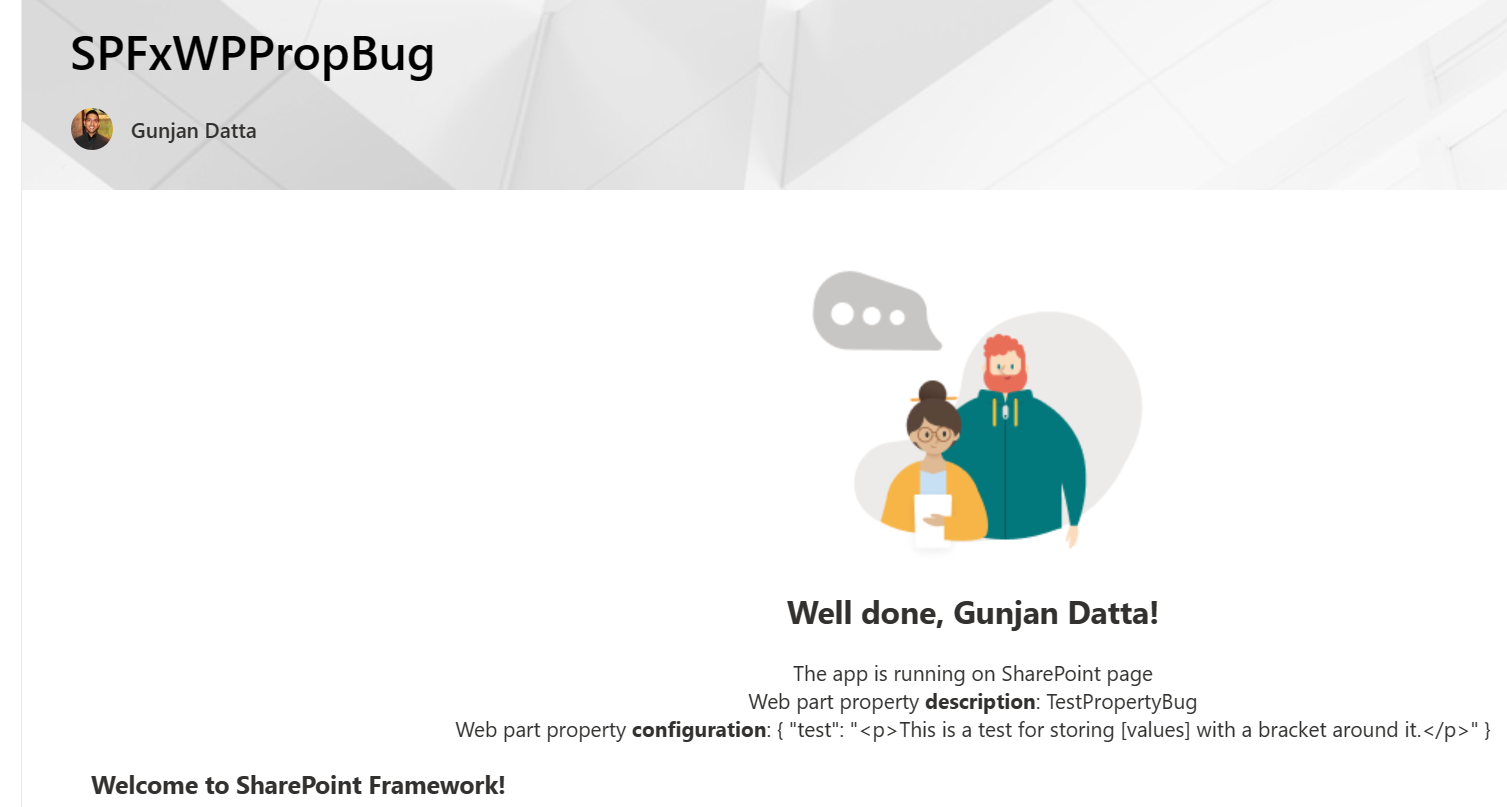 SPFxWPPropBug
Gunjan Datta
Well done, Gunjan Datta!
The app is running on SharePoint page
Web part property description: TestPropertyBug
Web part property configuration: { "test": "<p>This is a test for storing [values] with a bracket around it.</p>" }
Welcome to SharePoint Framework!